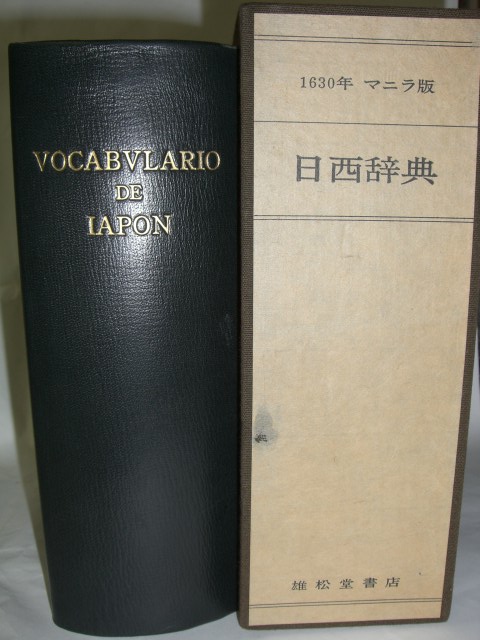 VOCABVLARIO
DE
IAPON
1630年 マニラ版
日西辞典
雄松堂書店